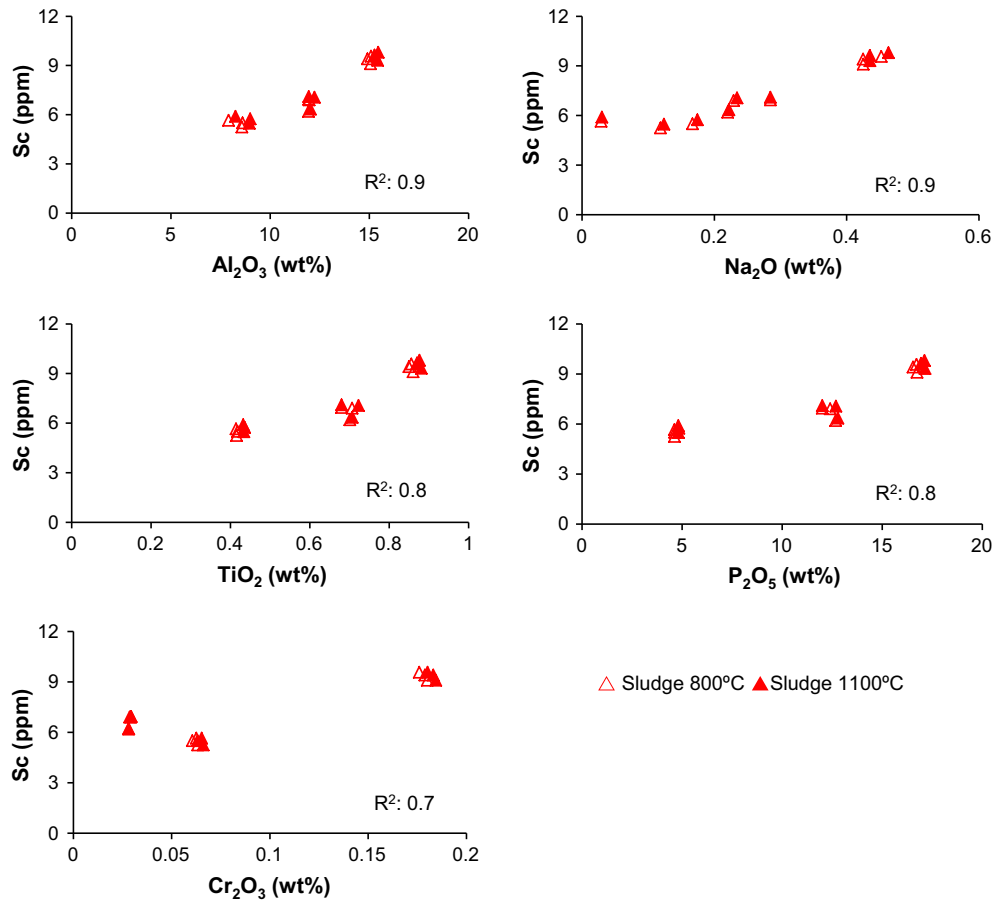 12
9
6
3
0
Sc (ppm)
R²: 0.9
0 5 10 15 20
Al₂O₃ (wt%)
12
9
6
3
0
Sc (ppm)
R²: 0.9
0 0.2 0.4 0.6
Na₂O (wt%)
12
9
6
3
0
Sc (ppm)
R²: 0.8
0 0.2 0.4 0.6 0.8 1
TiO₂ (wt%)
12
9
6
3
0
Sc (ppm)
R²: 0.8
0 5 10 15 20
P₂O₅ (wt%)
12
9
6
3
0
Sc (ppm)
R²: 0.7
0 0.05 0.1 0.15 0.2
Cr₂O₃ (wt%)
Sludge 800ºC Sludge 1100ºC